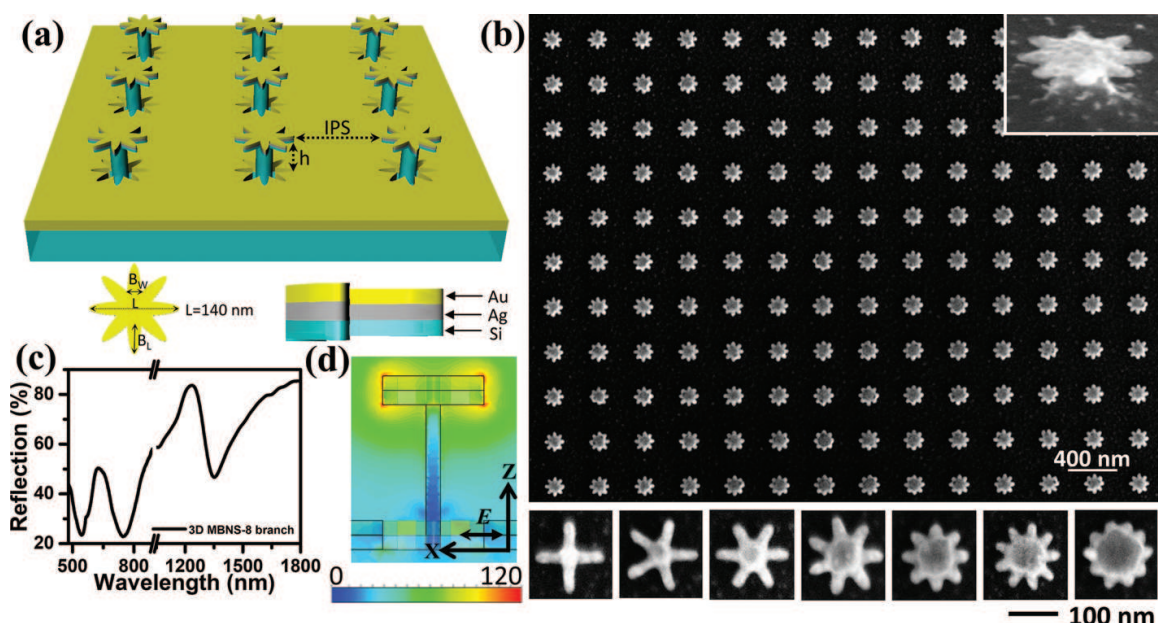 (a)
IPS
h
B_W
L
L=140 nm
B_L
Au
Ag
Si
(b)
400 nm
100 nm
(c)
Reflection (%)
80
60
40
20
3D MBNS-8 branch
500 800 1200 1500 1800
Wavelength (nm)
(d)
Z
E
X
0 120